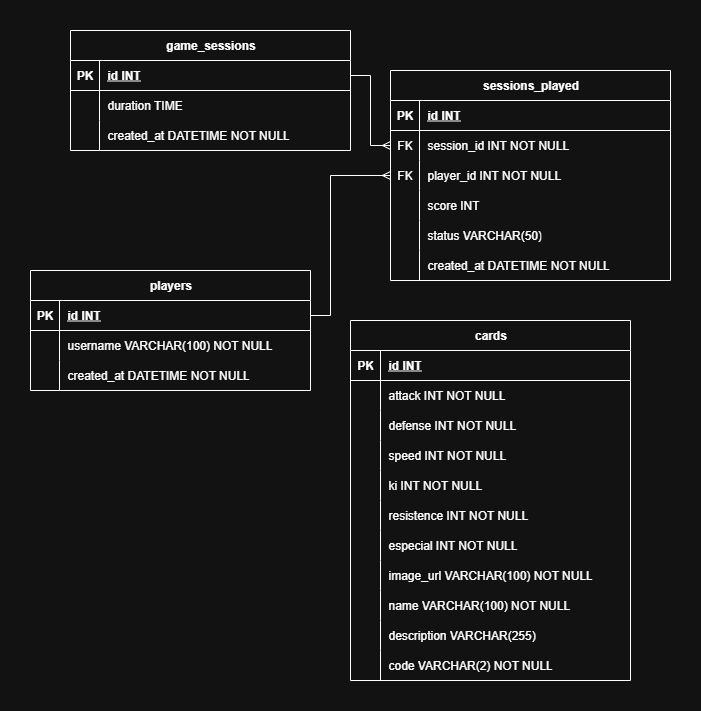 game_sessions
PK id INT
duration TIME
created_at DATETIME NOT NULL
sessions_played
PK id INT
FK session_id INT NOT NULL
FK player_id INT NOT NULL
score INT
status VARCHAR(50)
created_at DATETIME NOT NULL
players
PK id INT
username VARCHAR(100) NOT NULL
created_at DATETIME NOT NULL
cards
PK id INT
attack INT NOT NULL
defense INT NOT NULL
speed INT NOT NULL
ki INT NOT NULL
resistence INT NOT NULL
especial INT NOT NULL
image_url VARCHAR(100) NOT NULL
name VARCHAR(100) NOT NULL
description VARCHAR(255)
code VARCHAR(2) NOT NULL